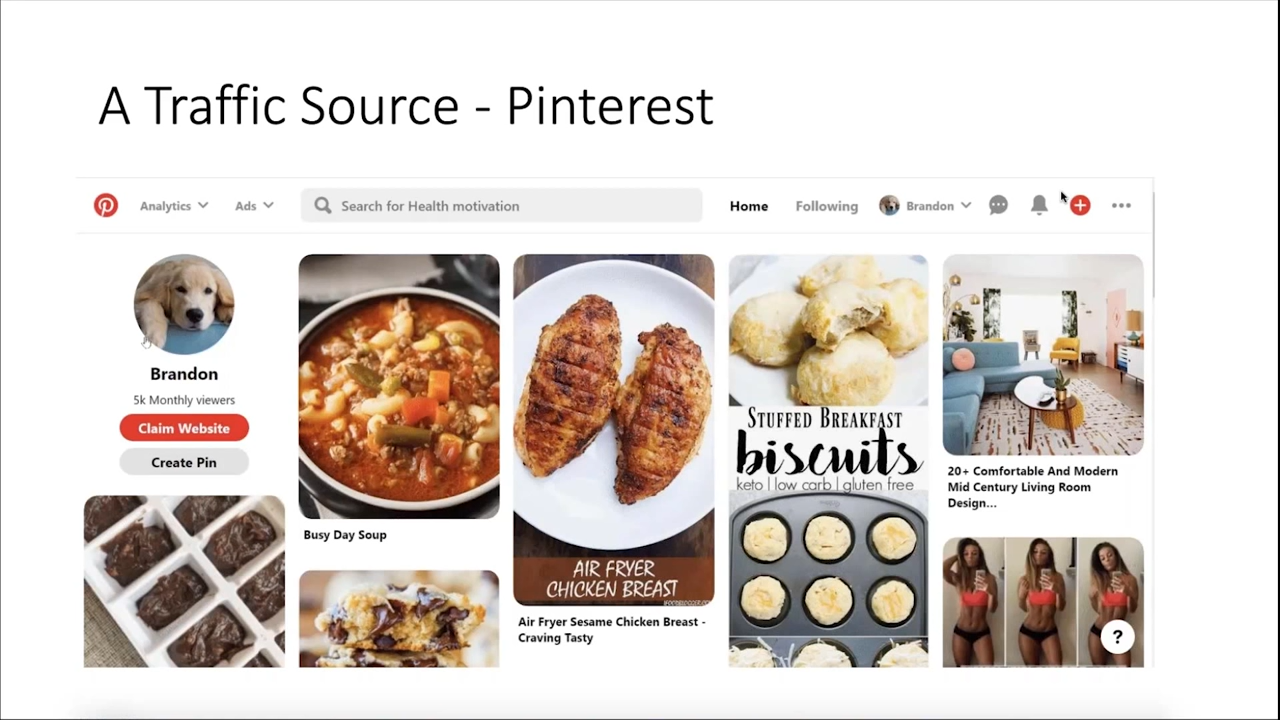 A Traffic Source - Pinterest
Analytics
Ads
Search for Health motivation
Home
Following
Brandon
Brandon
5k Monthly viewers
Claim Website
Create Pin
Busy Day Soup
AIR FRYER
CHICKEN BREAST
Air Fryer Sesame Chicken Breast -
Craving Tasty
STUFFED BREAKFAST
biscuits
keto | low carb | gluten free
20+ Comfortable And Modern
Mid Century Living Room
Design...
?